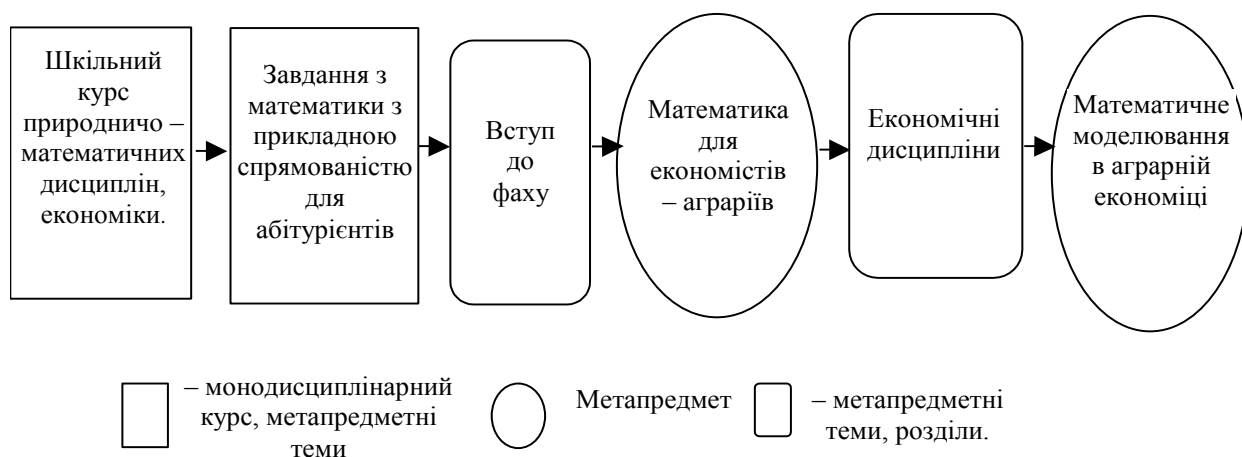 Шкільний
курс
природничо –
математичних
дисциплін,
економіки.
Завдання з
математики з
прикладною
спрямованістю
для
абітурієнтів
Вступ
до
фаху
Математика
для
економістів
– аграріїв
Економічні
дисципліни
Математичне
моделювання
в аграрній
економіці
– монодисциплінарний
курс, метапредметні
теми
Метапредмет
– метапредметні
теми, розділи.